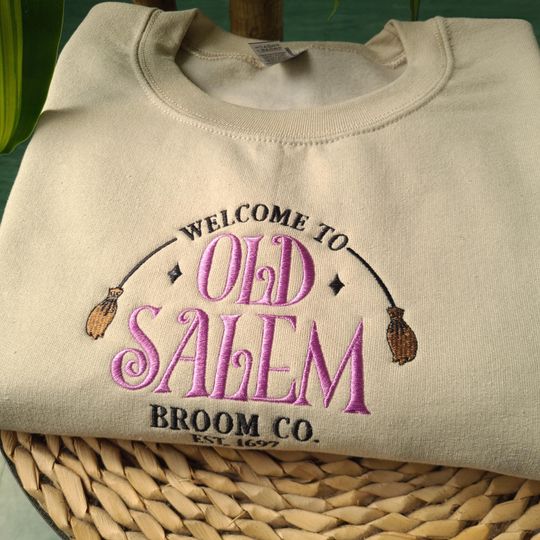 WELCOME TO
OLD
SALEM
BROOM CO.
EST. 1697